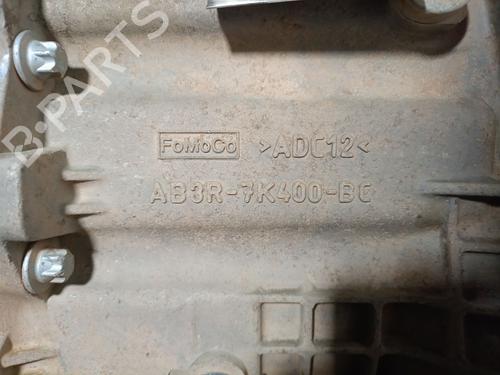 B-PARTS
FoMoCo >ADC12<
AB3R-7K400-BC